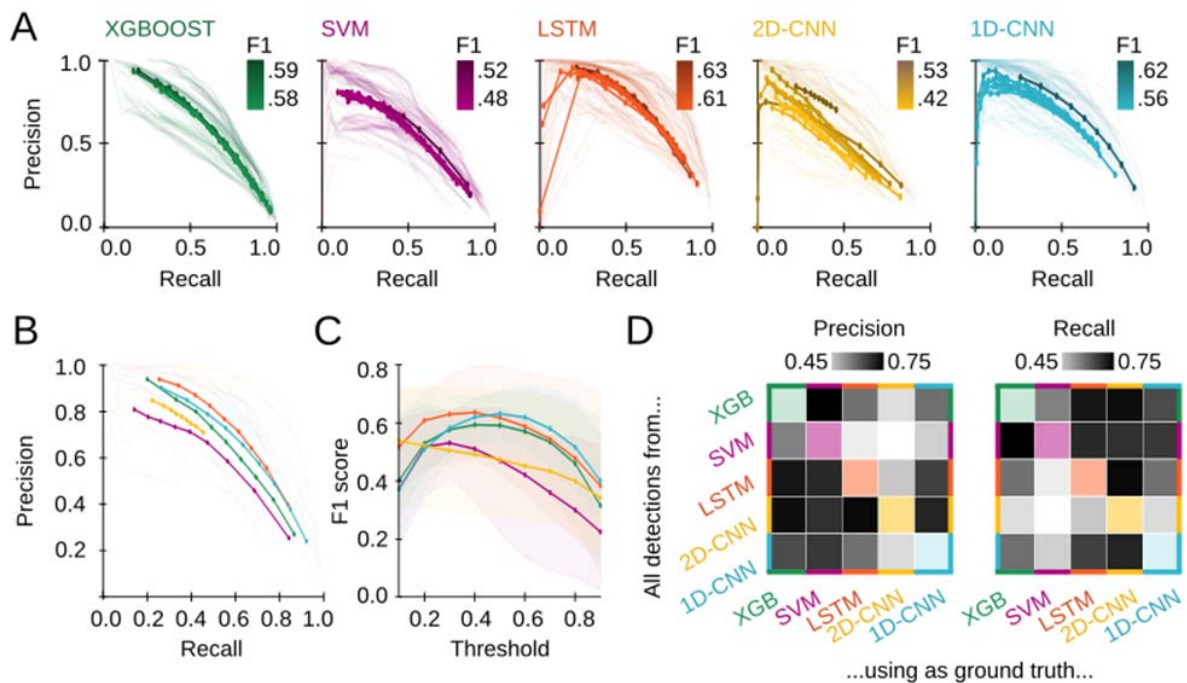 A
XGBOOST
SVM
LSTM
2D-CNN
1D-CNN
F1
F1
F1
F1
F1
.59
.58
.52
.48
.63
.61
.53
.42
.62
.56
Precision
1.0
0.5
0.0
0.0 0.5 1.0
0.0 0.5 1.0
0.0 0.5 1.0
0.0 0.5 1.0
0.0 0.5 1.0
Recall
Recall
Recall
Recall
Recall
B
Precision
1.0
0.8
0.6
0.4
0.2
0.0 0.2 0.4 0.6 0.8 1.0
Recall
C
F1 score
0.8
0.6
0.4
0.2
0.0
0.2 0.4 0.6 0.8
Threshold
D
Precision
0.45 0.75
Recall
0.45 0.75
All detections from...
XGB
SVM
LSTM
2D-CNN
1D-CNN
XGB
SVM
LSTM
2D-CNN
1D-CNN
XGB
SVM
LSTM
2D-CNN
1D-CNN
...using as ground truth...